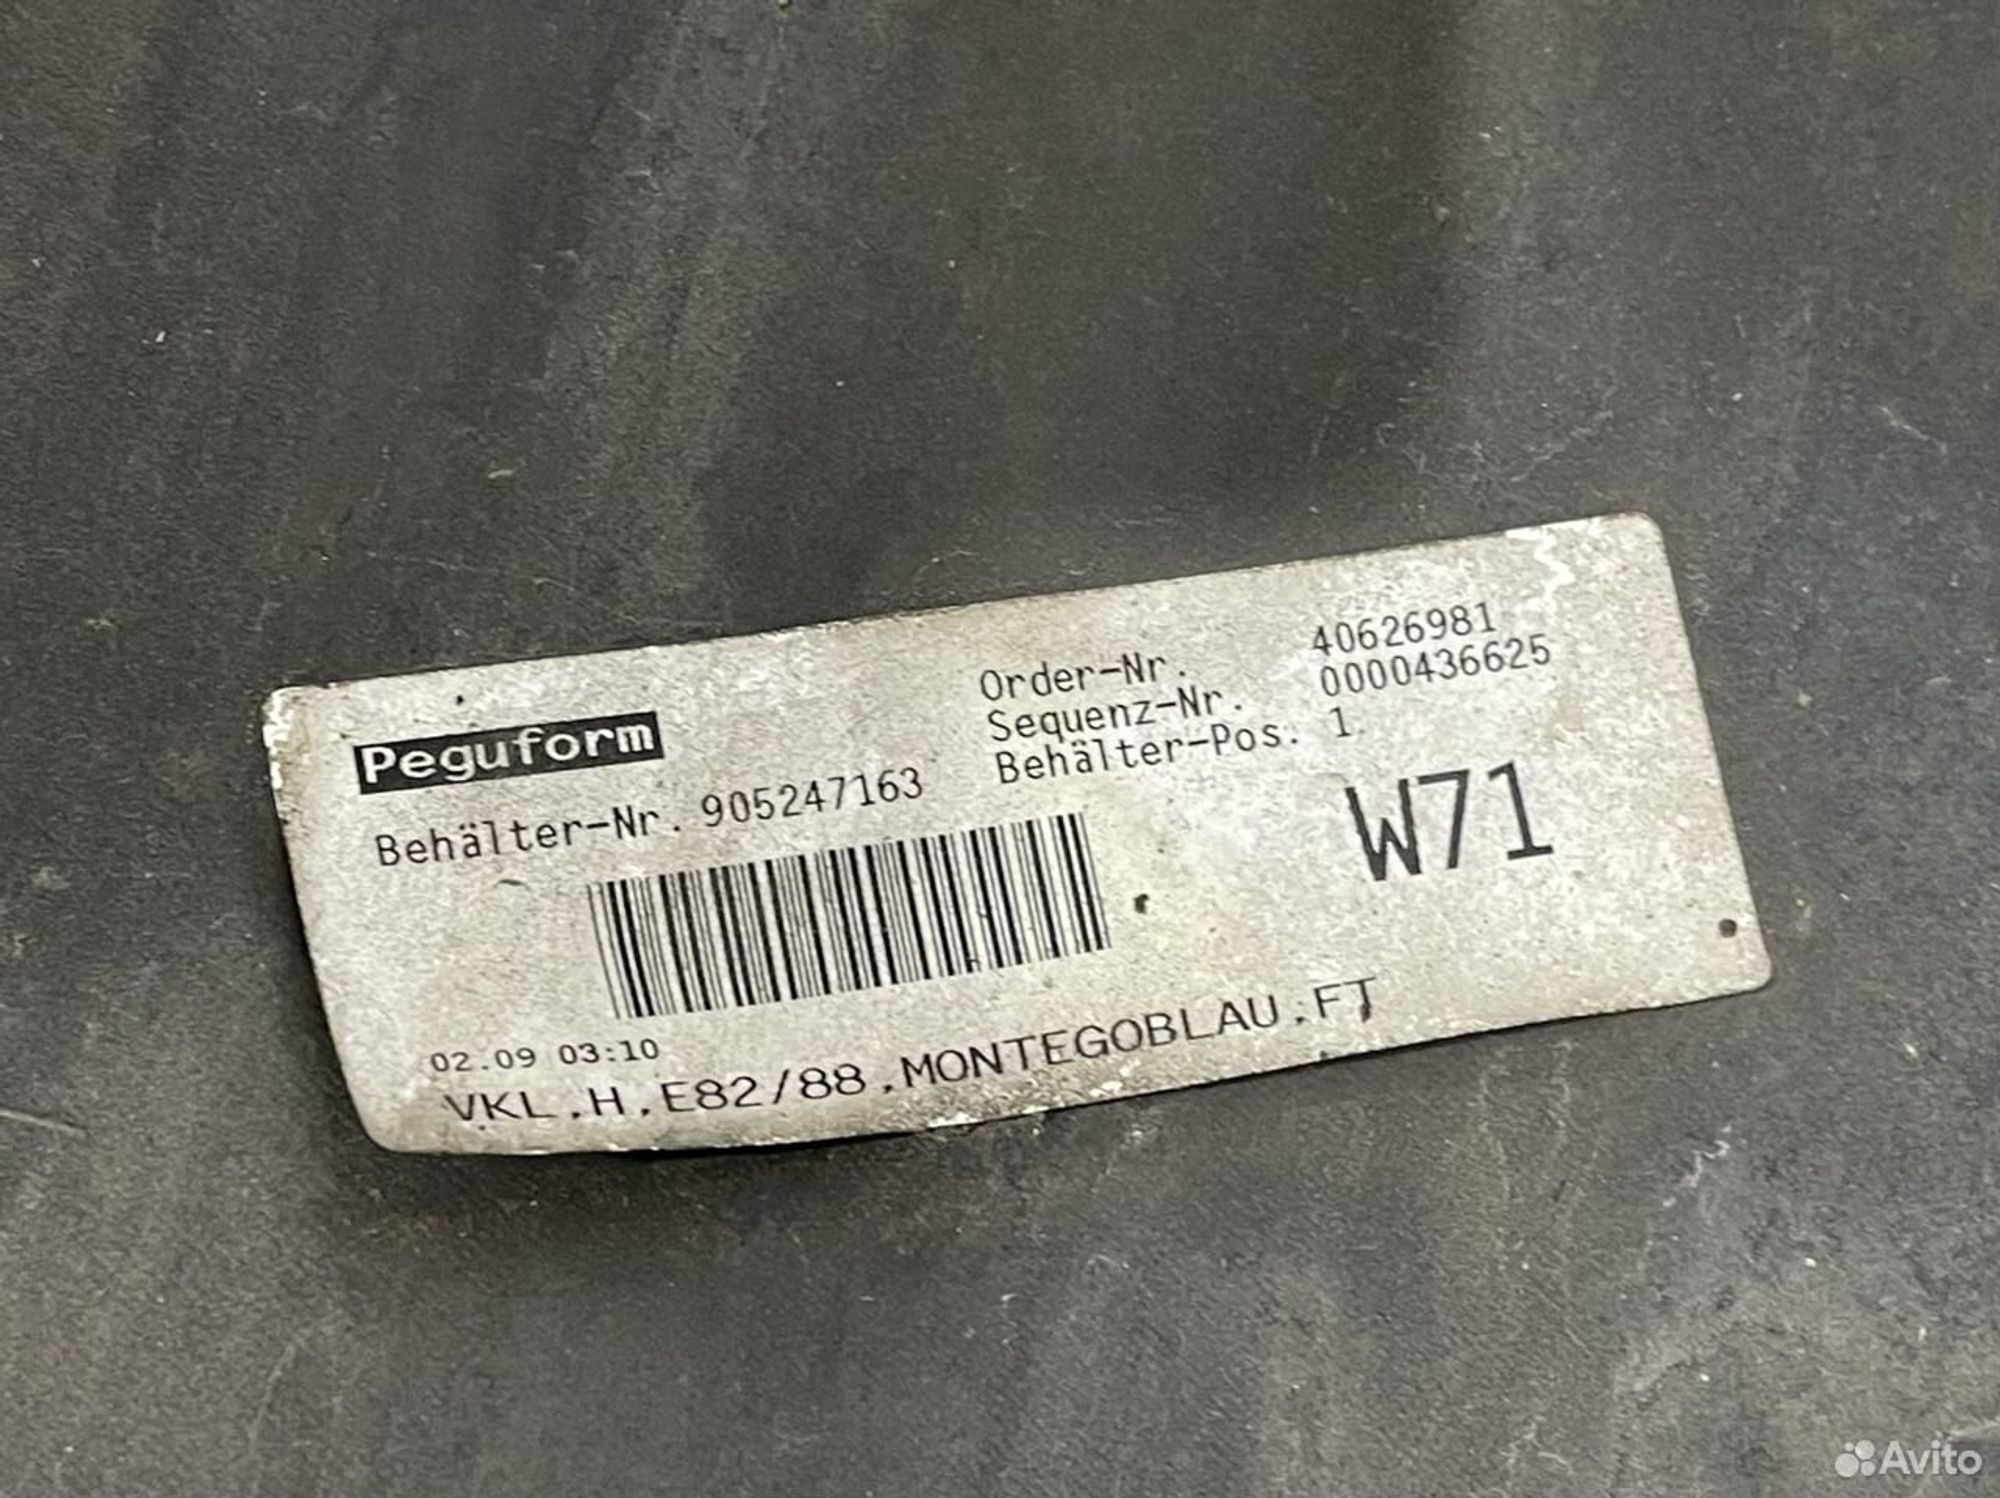 Peguform
Behälter-Nr. 905247163
Order-Nr. 40626981
Sequenz-Nr. 0000436625
Behälter-Pos. 1
W71
02.09 03:10
VKL.H.E82/88.MONTEGOBLAU.FT
Avito